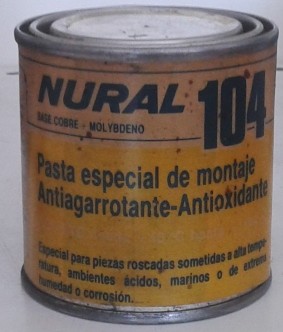 NURAL 104
BASE COBRE - MOLYBDENO
Pasta especial de montaje
Antiagarrotante-Antioxidante
Especial para piezas roscadas sometidas a alta tempe-
ratura, ambientes ácidos, marinos o de extrema
humedad o corrosión.